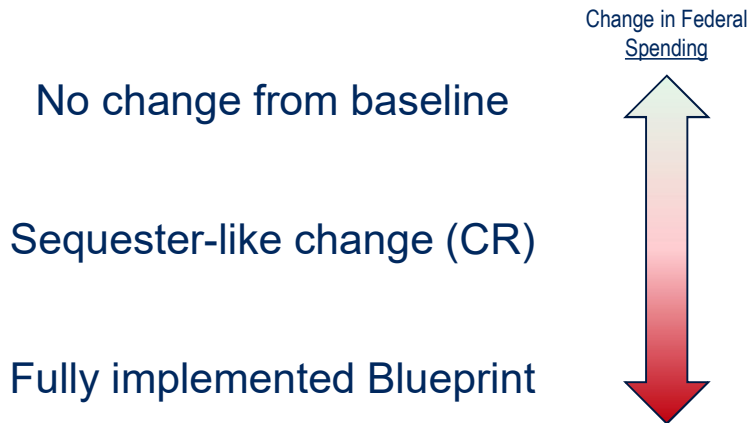 Change in Federal
Spending
No change from baseline
Sequester-like change (CR)
Fully implemented Blueprint